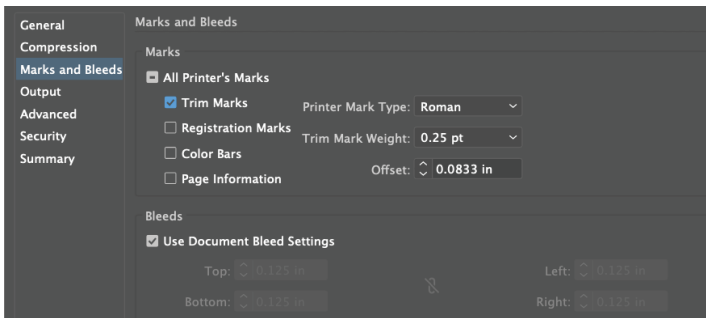 General
Compression
Marks and Bleeds
Output
Advanced
Security
Summary
Marks and Bleeds
Marks
All Printer's Marks
Trim Marks
Registration Marks
Color Bars
Page Information
Printer Mark Type: Roman
Trim Mark Weight: 0.25 pt
Offset: 0.0833 in
Bleeds
Use Document Bleed Settings
Top: 0.125 in
Bottom: 0.125 in
Left: 0.125 in
Right: 0.125 in